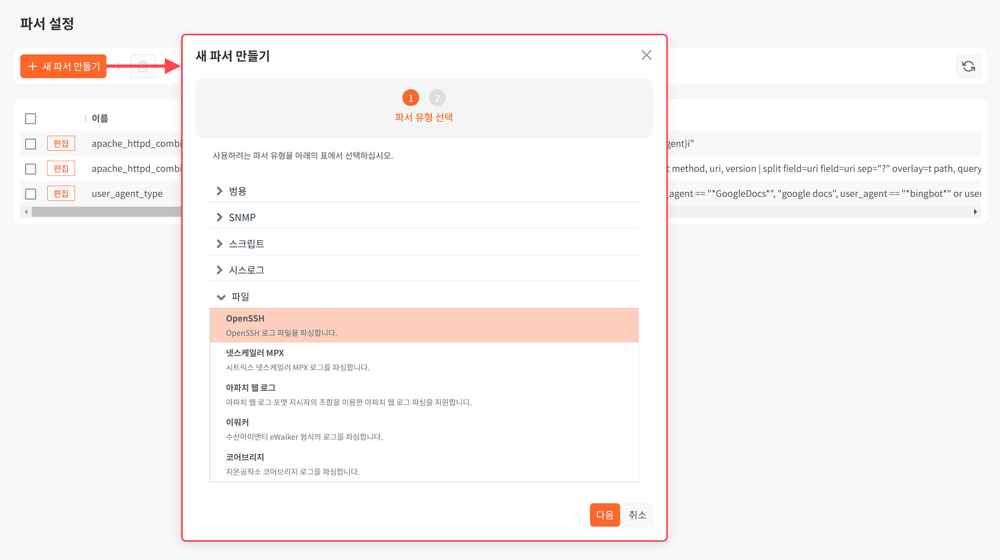 파서 설정
+ 새 파서 만들기
이름
편집 apache_httpd_combi
gent}i"
편집 apache_httpd_combi
t method, uri, version | split field=uri field=uri sep="?" overlay=t path, query
편집 user_agent_type
_agent == "*GoogleDocs*", "google docs", user_agent == "*bingbot*" or user
새 파서 만들기
1 2
파서 유형 선택
사용하려는 파서 유형을 아래의 표에서 선택하십시오.
범용
SNMP
스크립트
시스로그
파일
OpenSSH
OpenSSH 로그 파일을 파싱합니다.
넷스케일러 MPX
시트릭스 넷스케일러 MPX 로그를 파싱합니다.
아파치 웹 로그
아파치 웹 로그 포맷 지시자의 조합을 이용한 아파치 웹 로그 파싱을 지원합니다.
이워커
수산아이앤티 eWalker 형식의 로그를 파싱합니다.
코어브리지
지온공작소 코어브리지 로그를 파싱합니다.
다음 취소